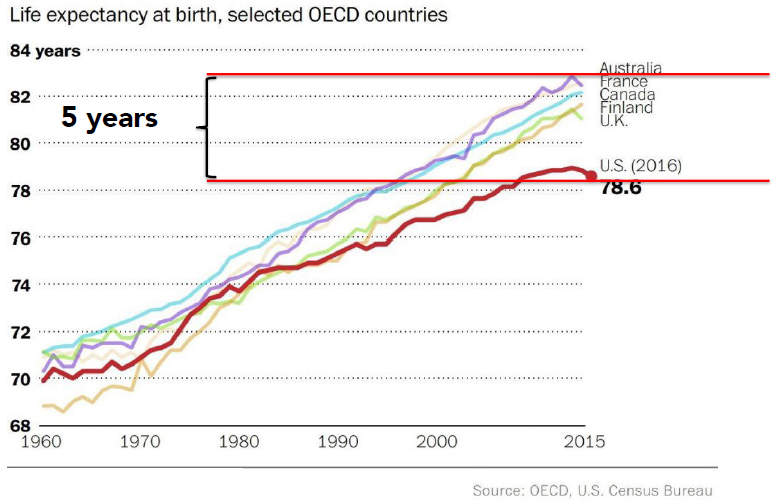 Life expectancy at birth, selected OECD countries
84 years
Australia
France
82
Canada
Finland
5 years
U.K.
80
U.S. (2016)
78
78.6
76
74
72
70
68
1960 1970 1980 1990 2000 2015
Source: OECD, U.S. Census Bureau